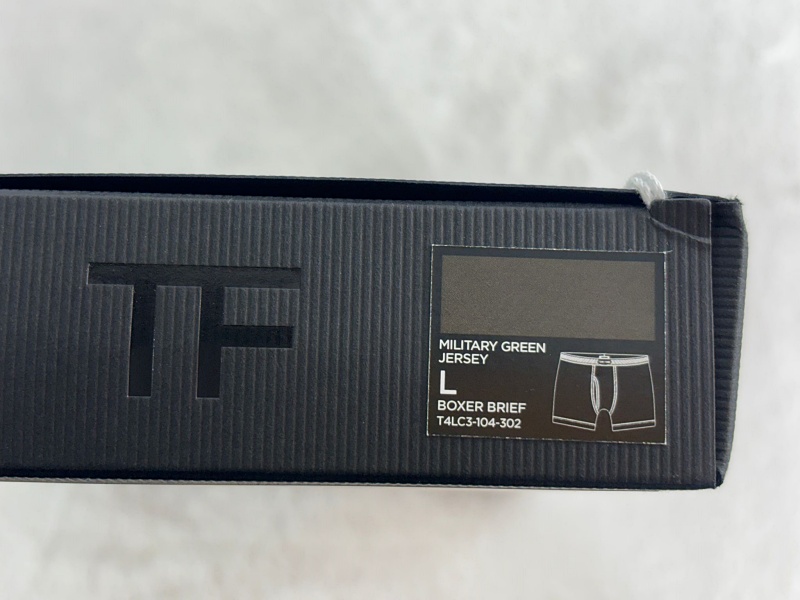 TF
MILITARY GREEN
JERSEY
L
BOXER BRIEF
T4LC3-104-302